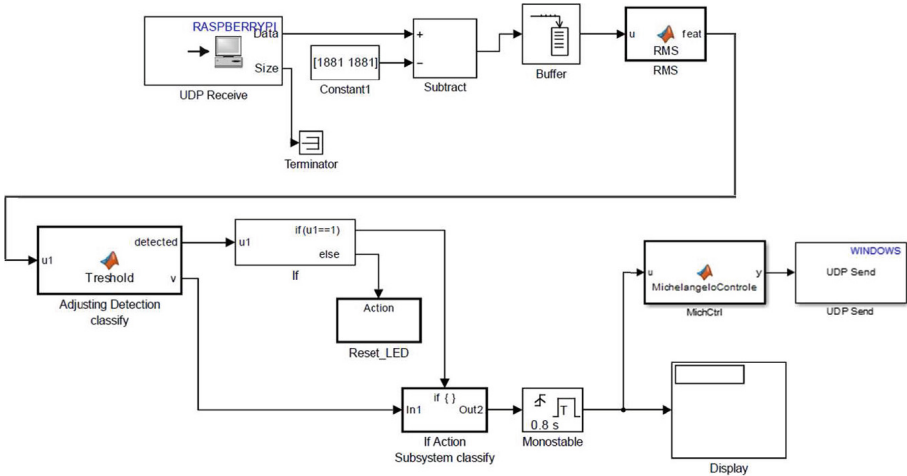 RASPBERRYPI
Data
Size
UDP Receive
[1881 1881]
Constant1
+
−
Subtract
Buffer
u
feat
RMS
RMS
Terminator
u1
detected
v
Treshold
Adjusting Detection
classify
u1
if(u1==1)
else
If
Action
Reset_LED
if { }
In1
Out2
If Action
Subsystem classify
T
0.8 s
Monostable
u
y
MichelangeloControle
MichCtrl
WINDOWS
UDP Send
UDP Send
Display